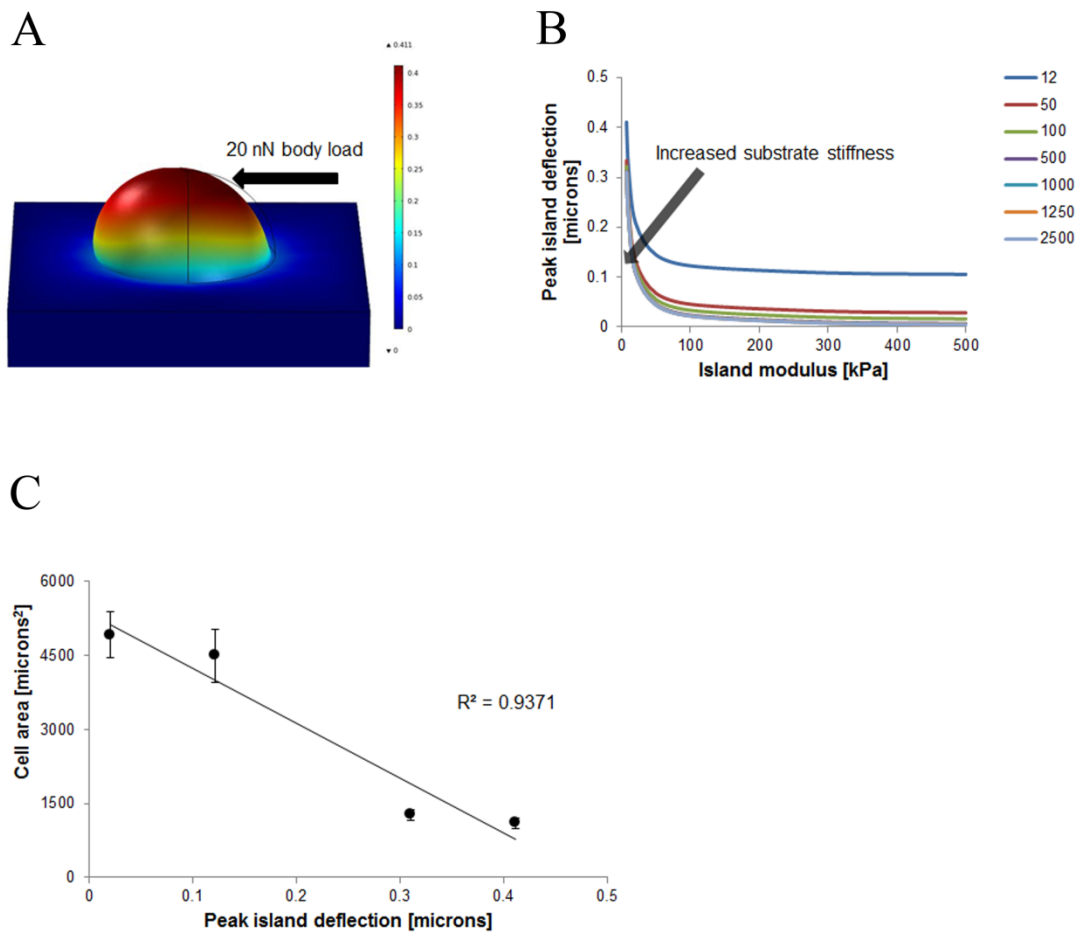 A
▲ 0.411
0.4
0.35
0.3
0.25
0.2
0.15
0.1
0.05
0
▼ 0
20 nN body load
B
Peak island deflection
[microns]
0.5
0.4
0.3
0.2
0.1
0
0 100 200 300 400 500
Island modulus [kPa]
Increased substrate stiffness
12
50
100
500
1000
1250
2500
C
Cell area [microns²]
6000
4500
3000
1500
0
R² = 0.9371
0 0.1 0.2 0.3 0.4 0.5
Peak island deflection [microns]